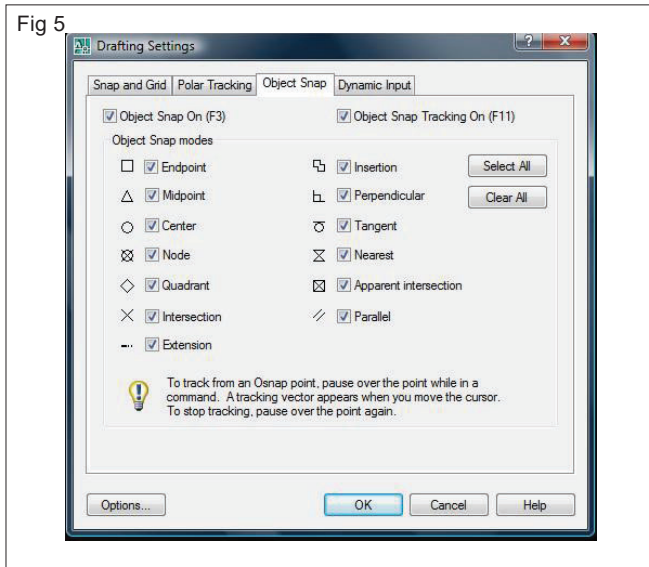 Fig 5
Drafting Settings
? X
Snap and Grid Polar Tracking Object Snap Dynamic Input
Object Snap On (F3) Object Snap Tracking On (F11)
Object Snap modes
Endpoint Insertion Select All
Midpoint Perpendicular Clear All
Center Tangent
Node Nearest
Quadrant Apparent intersection
Intersection Parallel
Extension
To track from an Osnap point, pause over the point while in a
command. A tracking vector appears when you move the cursor.
To stop tracking, pause over the point again.
Options... OK Cancel Help